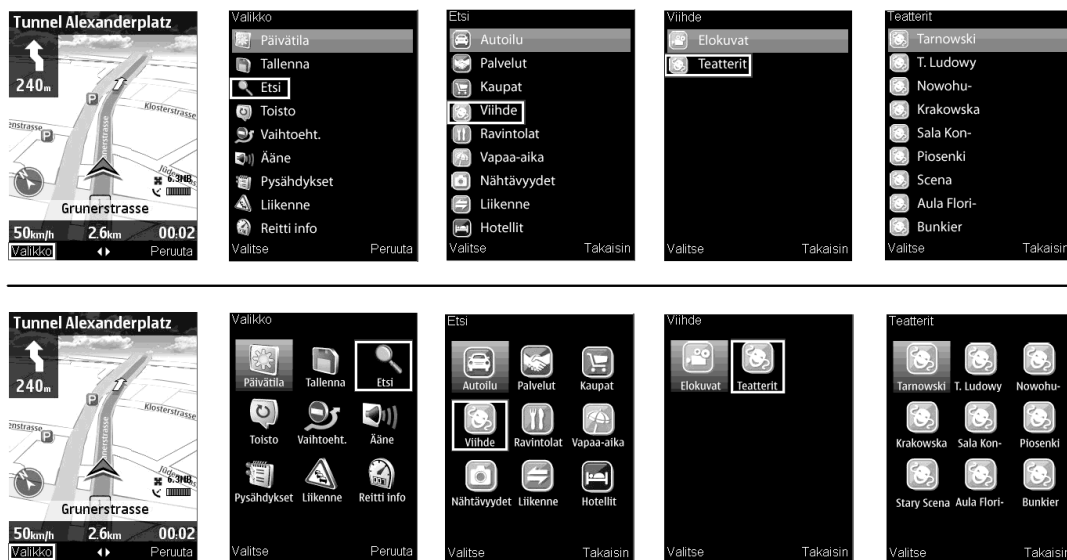 Tunnel Alexanderplatz
240m
P
Klosterstrasse
P
Grunerstrasse
N
6.3MB
Grunerstrasse
50km/h 2.6km 00:02
Valikko Peruuta
Valikko
Päivätila
Tallenna
Etsi
Toisto
Vaihtoeht.
Ääne
Pysähdykset
Liikenne
Reitti info
Valitse Peruuta
Etsi
Autoilu
Palvelut
Kaupat
Viihde
Ravintolat
Vapaa-aika
Nähtävyydet
Liikenne
Hotellit
Valitse Takaisin
Viihde
Elokuvat
Teatterit
Valitse Takaisin
Teatterit
Tarnowski
T. Ludowy
Nowohu-
Krakowska
Sala Kon-
Piosenki
Scena
Aula Flori-
Bunkier
Valitse Takaisin
Tunnel Alexanderplatz
240m
P
Klosterstrasse
P
N
6.3MB
Grunerstrasse
50km/h 2.6km 00:02
Valikko Peruuta
Valikko
Päivätila Tallenna Etsi
Toisto Vaihtoeht. Ääne
Pysähdykset Liikenne Reitti info
Valitse Peruuta
Etsi
Autoilu Palvelut Kaupat
Viihde Ravintolat Vapaa-aika
Nähtävyydet Liikenne Hotellit
Valitse Takaisin
Viihde
Elokuvat Teatterit
Valitse Takaisin
Teatterit
Tarnowski T. Ludowy Nowohu-
Krakowska Sala Kon- Piosenki
Stary Scena Aula Flori- Bunkier
Valitse Takaisin